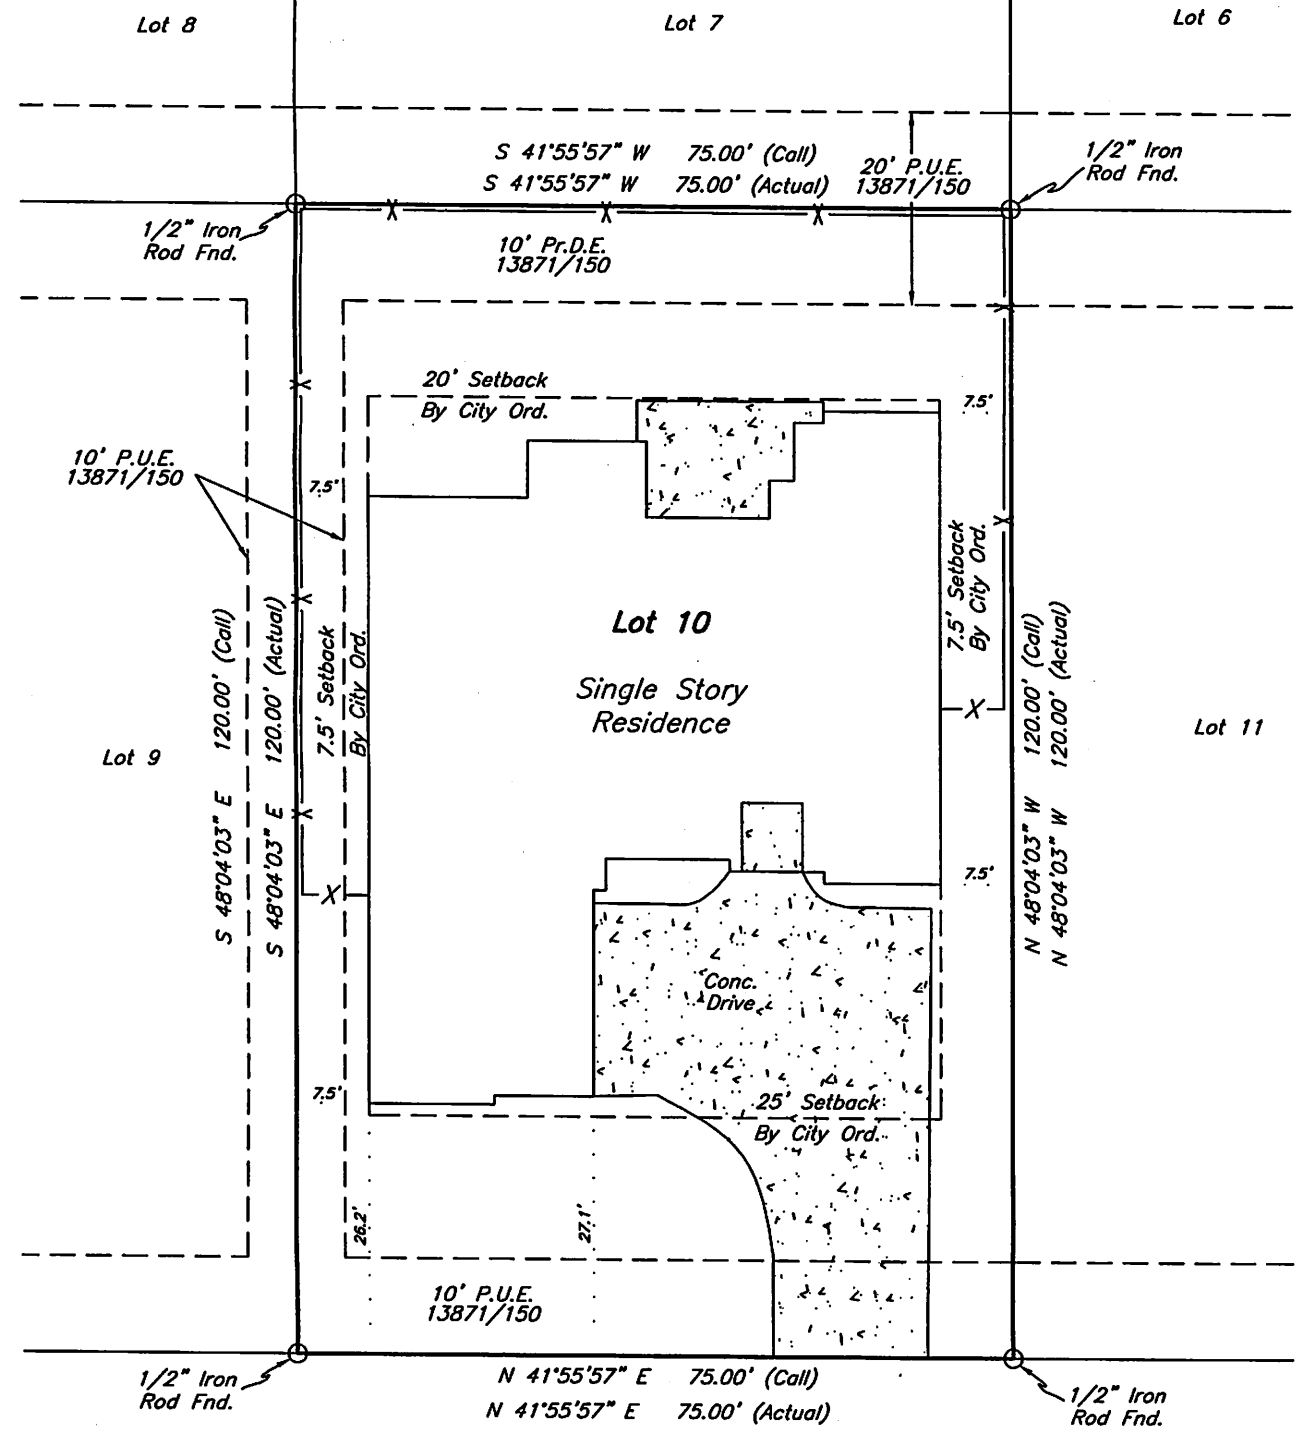 Lot 8
Lot 7
Lot 6
S 41°55'57" W 75.00' (Call)
S 41°55'57" W 75.00' (Actual)
20' P.U.E.
13871/150
1/2" Iron
Rod Fnd.
1/2" Iron
Rod Fnd.
10' Pr.D.E.
13871/150
20' Setback
By City Ord.
7.5'
10' P.U.E.
13871/150
7.5'
7.5' Setback
By City Ord.
Lot 10
Single Story
Residence
S 48°04'03" E 120.00' (Call)
S 48°04'03" E 120.00' (Actual)
7.5' Setback
By City Ord.
N 48°04'03" W 120.00' (Call)
N 48°04'03" W 120.00' (Actual)
Lot 9
Lot 11
7.5'
Conc.
Drive
7.5'
25' Setback
By City Ord.
26.2'
27.1'
10' P.U.E.
13871/150
1/2" Iron
Rod Fnd.
N 41°55'57" E 75.00' (Call)
N 41°55'57" E 75.00' (Actual)
1/2" Iron
Rod Fnd.